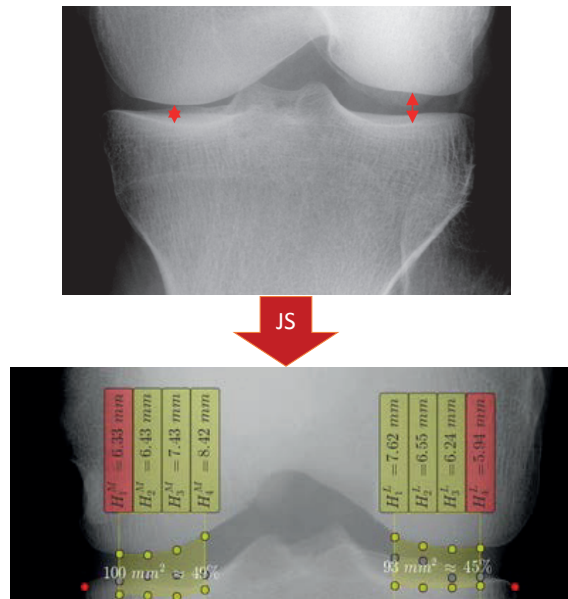 JS
H₁ᴹ =6.33 mm
H₂ᴹ =6.43 mm
H₃ᴹ =7.43 mm
H₄ᴹ =8.42 mm
H₁ᴸ =7.62 mm
H₂ᴸ =6.55 mm
H₃ᴸ =6.24 mm
H₄ᴸ =5.94 mm
100 mm² ≈ 49%
93 mm² ≈ 45%